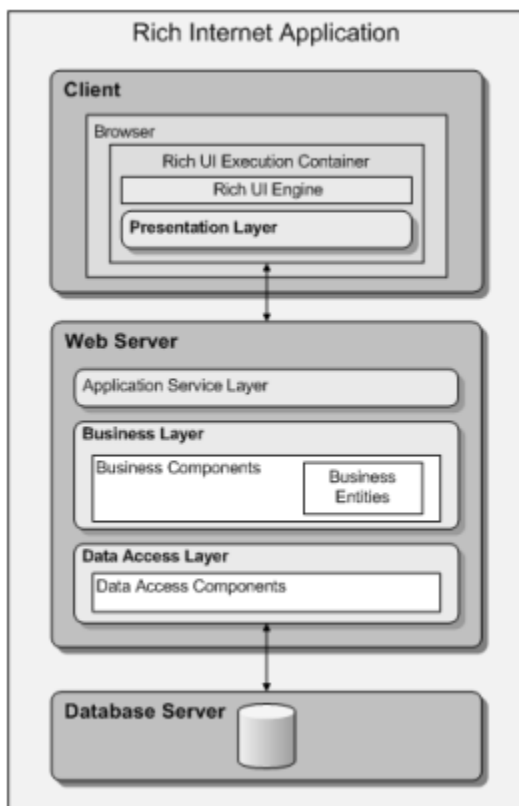 Rich Internet Application
Client
Browser
Rich UI Execution Container
Rich UI Engine
Presentation Layer
Web Server
Application Service Layer
Business Layer
Business Components
Business
Entities
Data Access Layer
Data Access Components
Database Server